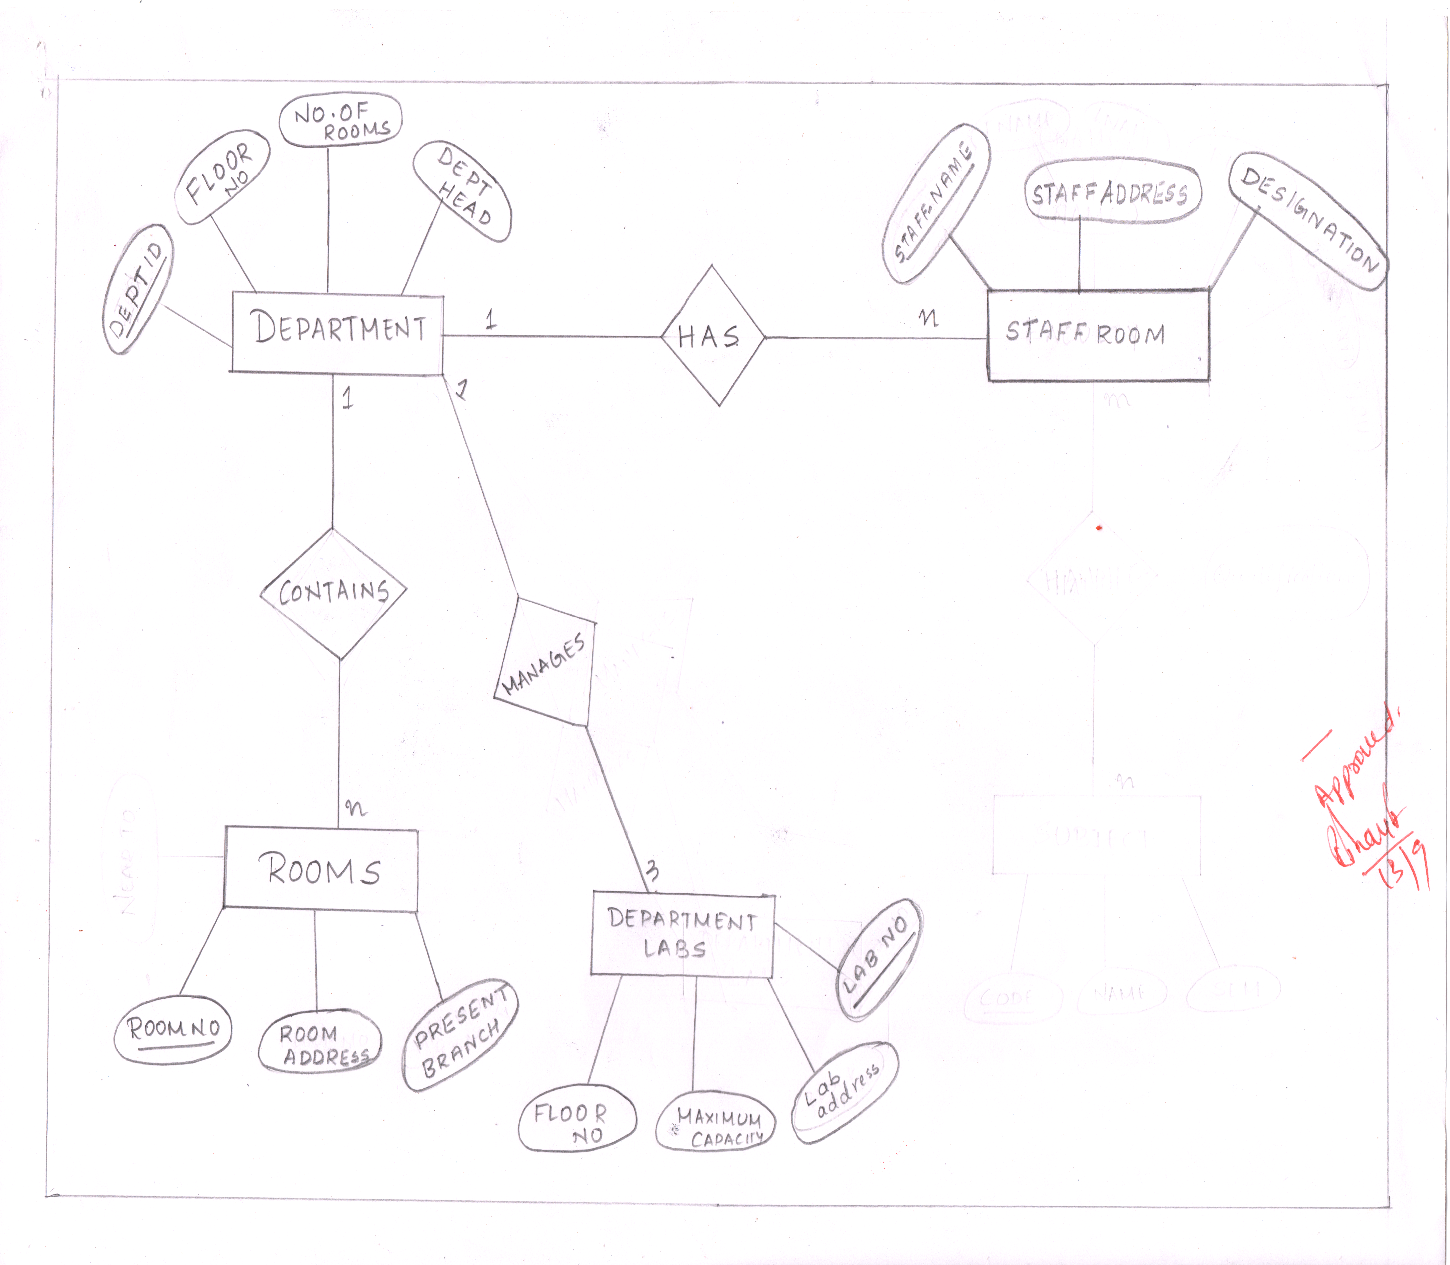 NO.OF
ROOMS
FLOOR
NO
DEPT
HEAD
DEPT ID
STAFF-NAME
STAFF ADDRESS
DESIGNATION
DEPARTMENT
1
HAS
n
STAFF ROOM
1
1
m
CONTAINS
MANAGES
n
n
3
ROOMS
DEPARTMENT
LABS
LAB NO
ROOM NO
ROOM
ADDRESS
PRESENT
BRANCH
FLOOR
NO
MAXIMUM
CAPACITY
Lab
address
CODE
NAME
Approved.
13/9